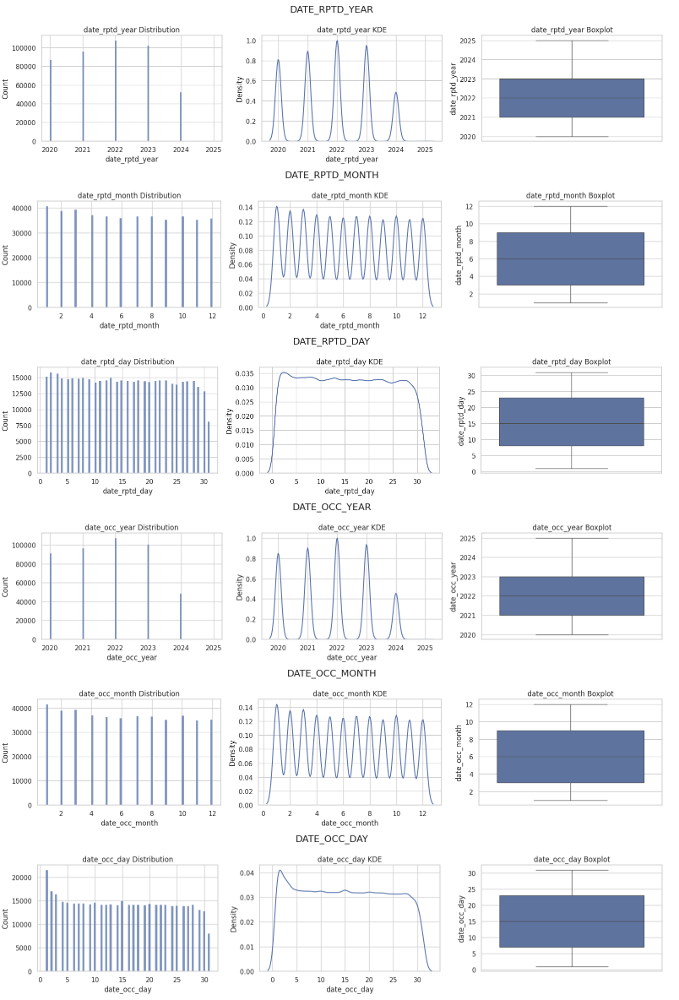 DATE_RPTD_YEAR
date_rptd_year Distribution
100000
80000
60000
40000
20000
0
Count
2020 2021 2022 2023 2024 2025
date_rptd_year
date_rptd_year KDE
1.0
0.8
0.6
0.4
0.2
0.0
Density
2020 2021 2022 2023 2024 2025
date_rptd_year
date_rptd_year Boxplot
2025
2024
2023
2022
2021
2020
date_rptd_year
DATE_RPTD_MONTH
date_rptd_month Distribution
40000
30000
20000
10000
0
Count
2 4 6 8 10 12
date_rptd_month
date_rptd_month KDE
0.14
0.12
0.10
0.08
0.06
0.04
0.02
0.00
Density
0 2 4 6 8 10 12
date_rptd_month
date_rptd_month Boxplot
12
10
8
6
4
2
date_rptd_month
DATE_RPTD_DAY
date_rptd_day Distribution
15000
12500
10000
7500
5000
2500
0
Count
0 5 10 15 20 25 30
date_rptd_day
date_rptd_day KDE
0.035
0.030
0.025
0.020
0.015
0.010
0.005
0.000
Density
0 5 10 15 20 25 30
date_rptd_day
date_rptd_day Boxplot
30
25
20
15
10
5
0
date_rptd_day
DATE_OCC_YEAR
date_occ_year Distribution
100000
80000
60000
40000
20000
0
Count
2020 2021 2022 2023 2024 2025
date_occ_year
date_occ_year KDE
1.0
0.8
0.6
0.4
0.2
0.0
Density
2020 2021 2022 2023 2024 2025
date_occ_year
date_occ_year Boxplot
2025
2024
2023
2022
2021
2020
date_occ_year
DATE_OCC_MONTH
date_occ_month Distribution
40000
30000
20000
10000
0
Count
2 4 6 8 10 12
date_occ_month
date_occ_month KDE
0.14
0.12
0.10
0.08
0.06
0.04
0.02
0.00
Density
0 2 4 6 8 10 12
date_occ_month
date_occ_month Boxplot
12
10
8
6
4
2
date_occ_month
DATE_OCC_DAY
date_occ_day Distribution
20000
15000
10000
5000
0
Count
0 5 10 15 20 25 30
date_occ_day
date_occ_day KDE
0.04
0.03
0.02
0.01
0.00
Density
0 5 10 15 20 25 30
date_occ_day
date_occ_day Boxplot
30
25
20
15
10
5
0
date_occ_day